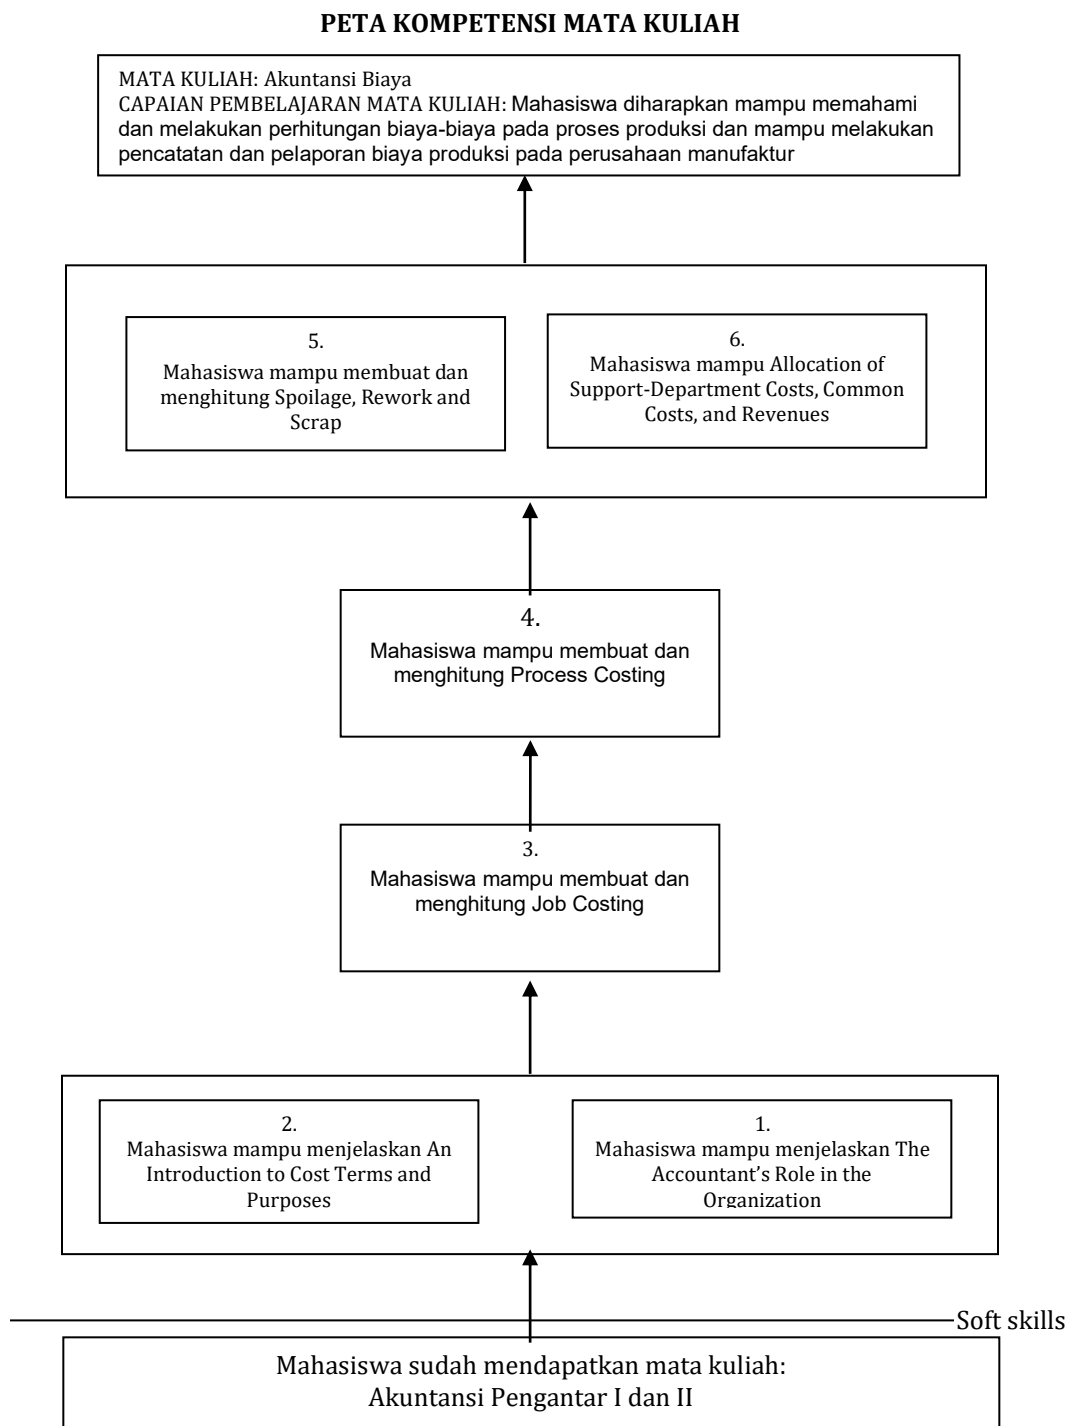 PETA KOMPETENSI MATA KULIAH
MATA KULIAH: Akuntansi Biaya
CAPAIAN PEMBELAJARAN MATA KULIAH: Mahasiswa diharapkan mampu memahami
dan melakukan perhitungan biaya-biaya pada proses produksi dan mampu melakukan
pencatatan dan pelaporan biaya produksi pada perusahaan manufaktur
5.
Mahasiswa mampu membuat dan
menghitung Spoilage, Rework and
Scrap
6.
Mahasiswa mampu Allocation of
Support-Department Costs, Common
Costs, and Revenues
4.
Mahasiswa mampu membuat dan
menghitung Process Costing
3.
Mahasiswa mampu membuat dan
menghitung Job Costing
2.
Mahasiswa mampu menjelaskan An
Introduction to Cost Terms and
Purposes
1.
Mahasiswa mampu menjelaskan The
Accountant’s Role in the
Organization
Soft skills
Mahasiswa sudah mendapatkan mata kuliah:
Akuntansi Pengantar I dan II